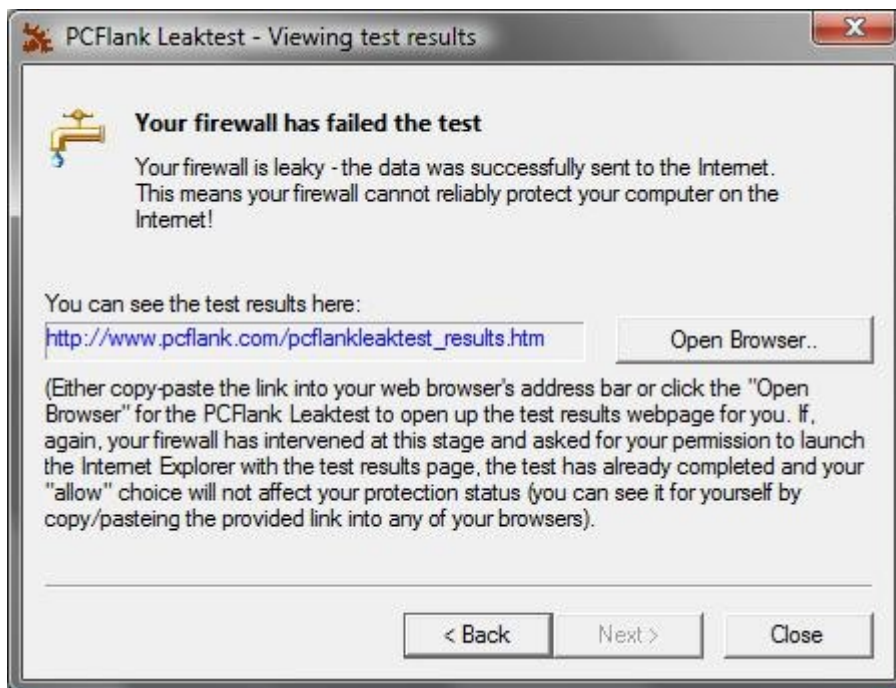 PCFlank Leaktest - Viewing test results
Your firewall has failed the test
Your firewall is leaky - the data was successfully sent to the Internet.
This means your firewall cannot reliably protect your computer on the
Internet!
You can see the test results here:
http://www.pcflank.com/pcflankleaktest_results.htm
Open Browser..
(Either copy-paste the link into your web browser's address bar or click the "Open
Browser" for the PCFlank Leaktest to open up the test results webpage for you. If,
again, your firewall has intervened at this stage and asked for your permission to launch
the Internet Explorer with the test results page, the test has already completed and your
"allow" choice will not affect your protection status (you can see it for yourself by
copy/pasteing the provided link into any of your browsers).
< Back
Next >
Close